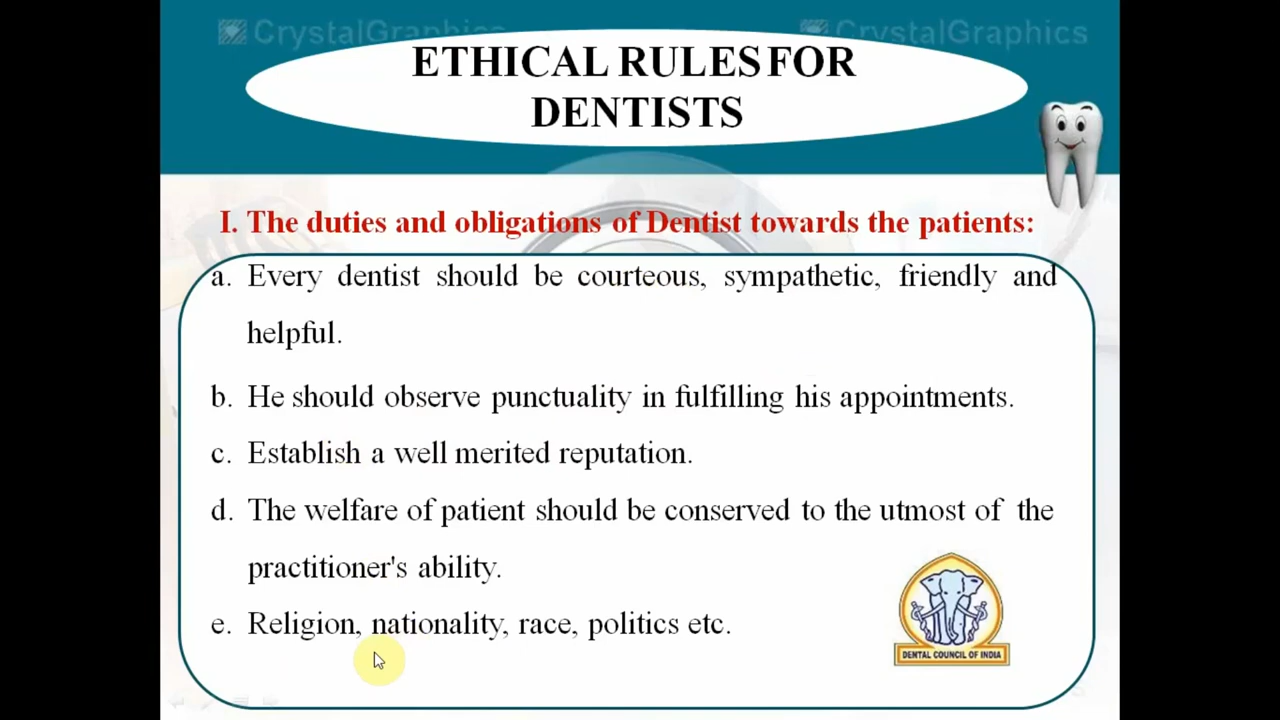 CrystalGraphics CrystalGraphics
ETHICAL RULES FOR
DENTISTS
I. The duties and obligations of Dentist towards the patients:
a. Every dentist should be courteous, sympathetic, friendly and
helpful.
b. He should observe punctuality in fulfilling his appointments.
c. Establish a well merited reputation.
d. The welfare of patient should be conserved to the utmost of the
practitioner's ability.
e. Religion, nationality, race, politics etc.
DENTAL COUNCIL OF INDIA